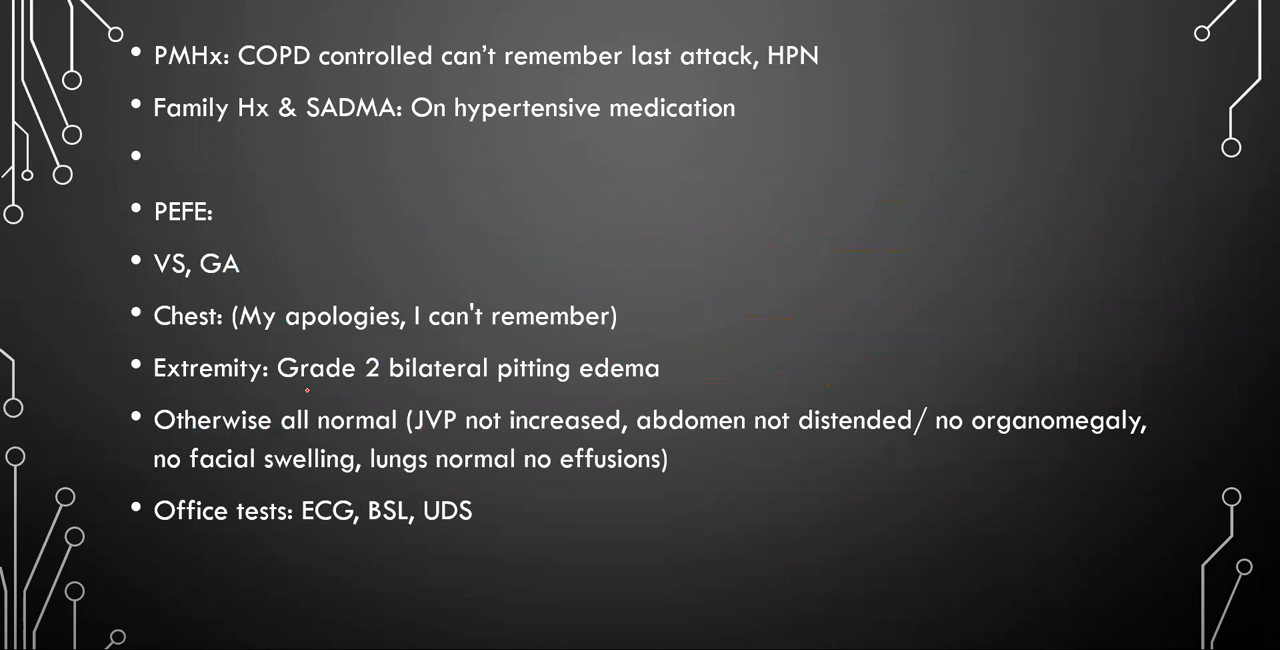 • PMHx: COPD controlled can’t remember last attack, HPN
• Family Hx & SADMA: On hypertensive medication
•
• PEFE:
• VS, GA
• Chest: (My apologies, I can't remember)
• Extremity: Grade 2 bilateral pitting edema
• Otherwise all normal (JVP not increased, abdomen not distended/ no organomegaly,
no facial swelling, lungs normal no effusions)
• Office tests: ECG, BSL, UDS